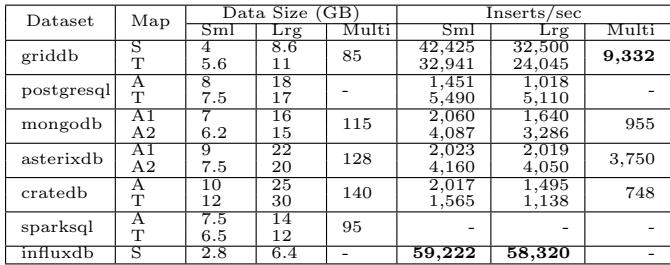 Dataset Map Data Size (GB) Inserts/sec
Sml Lrg Multi Sml Lrg Multi
griddb S 4 8.6 85 42,425 32,500 9,332
T 5.6 11 32,941 24,045
postgresql A 8 18 - 1,451 1,018 -
T 7.5 17 5,490 5,110
mongodb A1 7 16 115 2,060 1,640 955
A2 6.2 15 4,087 3,286
asterixdb A1 9 22 128 2,023 2,019 3,750
A2 7.5 20 4,160 4,050
cratedb A 10 25 140 2,017 1,495 748
T 12 30 1,565 1,138
sparksql A 7.5 14 95 - - -
T 6.5 12
influxdb S 2.8 6.4 - 59,222 58,320 -